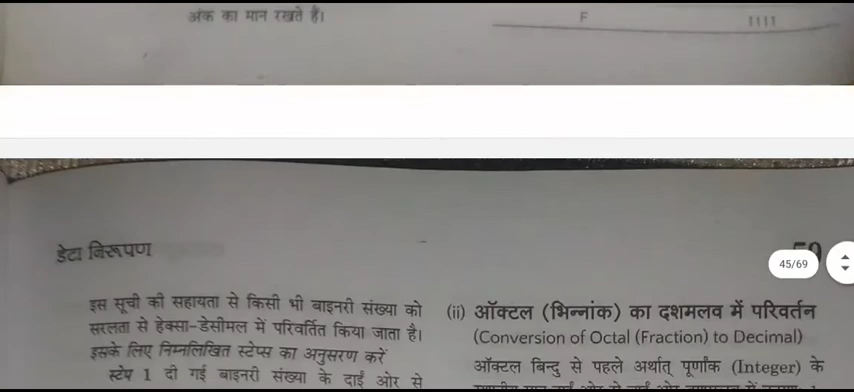 अंक का मान रखते हैं।
F 1111
डेटा निरूपण
45/69
इस सूची की सहायता से किसी भी बाइनरी संख्या को
सरलता से हेक्सा-डेसीमल में परिवर्तित किया जाता है।
इसके लिए निम्नलिखित स्टेप्स का अनुसरण करें
स्टेप 1 दी गई बाइनरी संख्या के दाईं ओर से
(ii) ऑक्टल (भिन्नांक) का दशमलव में परिवर्तन
(Conversion of Octal (Fraction) to Decimal)
ऑक्टल बिन्दु से पहले अर्थात् पूर्णांक (Integer) के